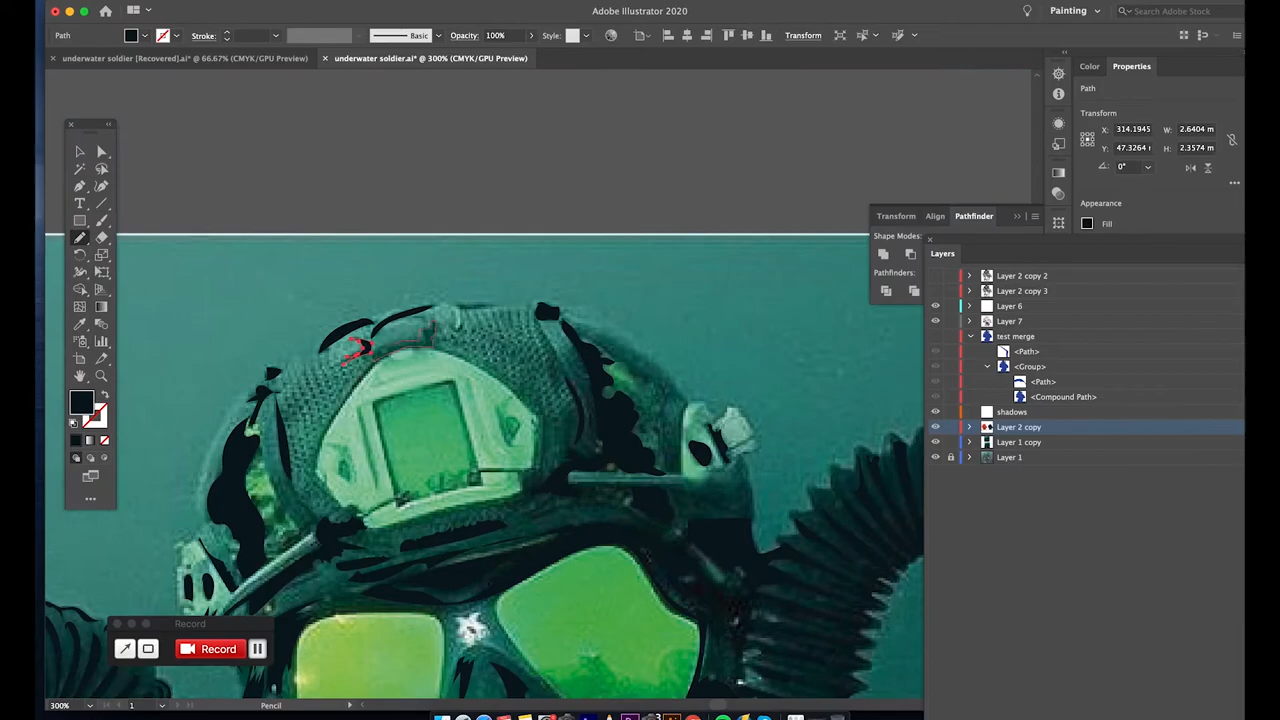 Adobe Illustrator 2020
Painting
Search Adobe Stock
Path
Stroke:
Basic
Opacity: 100%
Style:
Transform
× underwater soldier [Recovered].ai* @ 66.67% (CMYK/GPU Preview)
× underwater soldier.ai* @ 300% (CMYK/GPU Preview)
Color
Properties
Path
Transform
X: 314.1945
W: 2.6404 m
Y: 47.3264
H: 2.3574 m
0°
Appearance
Fill
Transform
Align
Pathfinder
Shape Modes:
Pathfinders:
Layers
Layer 2 copy 2
Layer 2 copy 3
Layer 6
Layer 7
test merge
<Path>
<Group>
<Path>
<Compound Path>
shadows
Layer 2 copy
Layer 1 copy
Layer 1
Record
Record
300%
1
Pencil